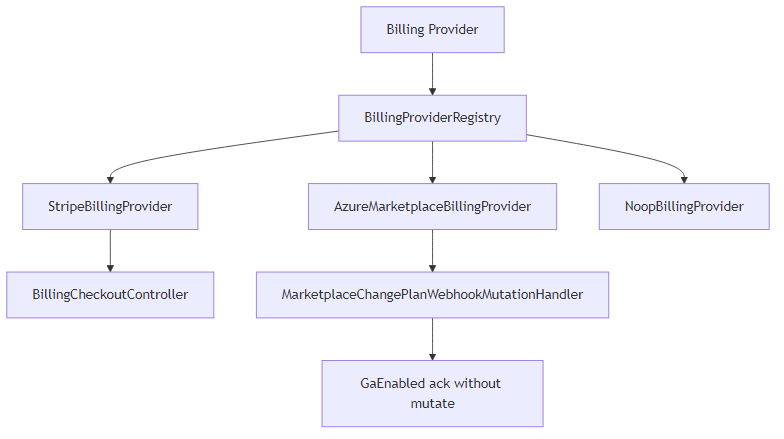 Billing Provider
BillingProviderRegistry
StripeBillingProvider
AzureMarketplaceBillingProvider
NoopBillingProvider
BillingCheckoutController
MarketplaceChangePlanWebhookMutationHandler
GaEnabled ack without
mutate